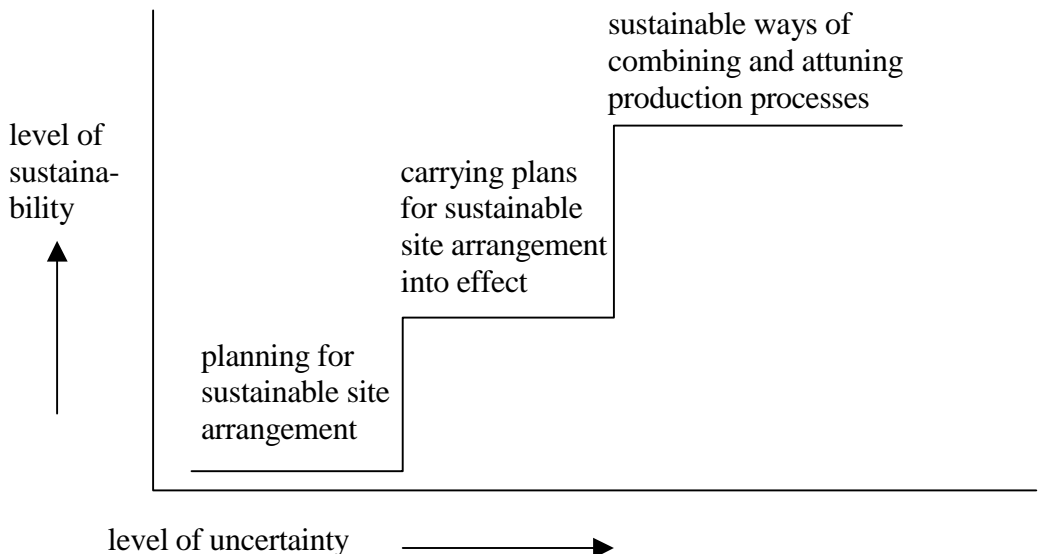 sustainable ways of
combining and attuning
production processes
level of
sustaina-
bility
carrying plans
for sustainable
site arrangement
into effect
planning for
sustainable site
arrangement
level of uncertainty